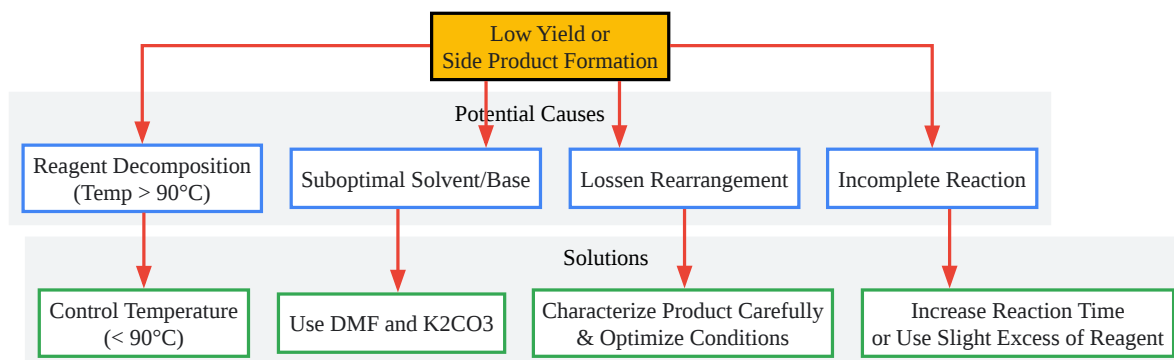 Low Yield or
Side Product Formation
Potential Causes
Reagent Decomposition
(Temp > 90°C)
Suboptimal Solvent/Base
Lossen Rearrangement
Incomplete Reaction
Solutions
Control Temperature
(< 90°C)
Use DMF and K2CO3
Characterize Product Carefully
& Optimize Conditions
Increase Reaction Time
or Use Slight Excess of Reagent